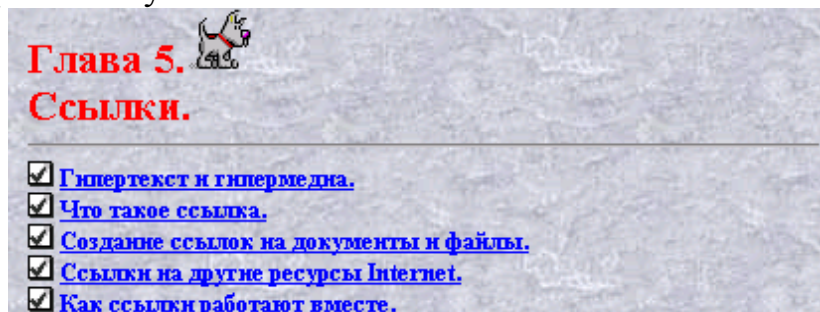 Глава 5.
Ссылки.
Гипертекст и гипермедиа.
Что такое ссылка.
Создание ссылок на документы и файлы.
Ссылки на другие ресурсы Internet.
Как ссылки работают вместе.